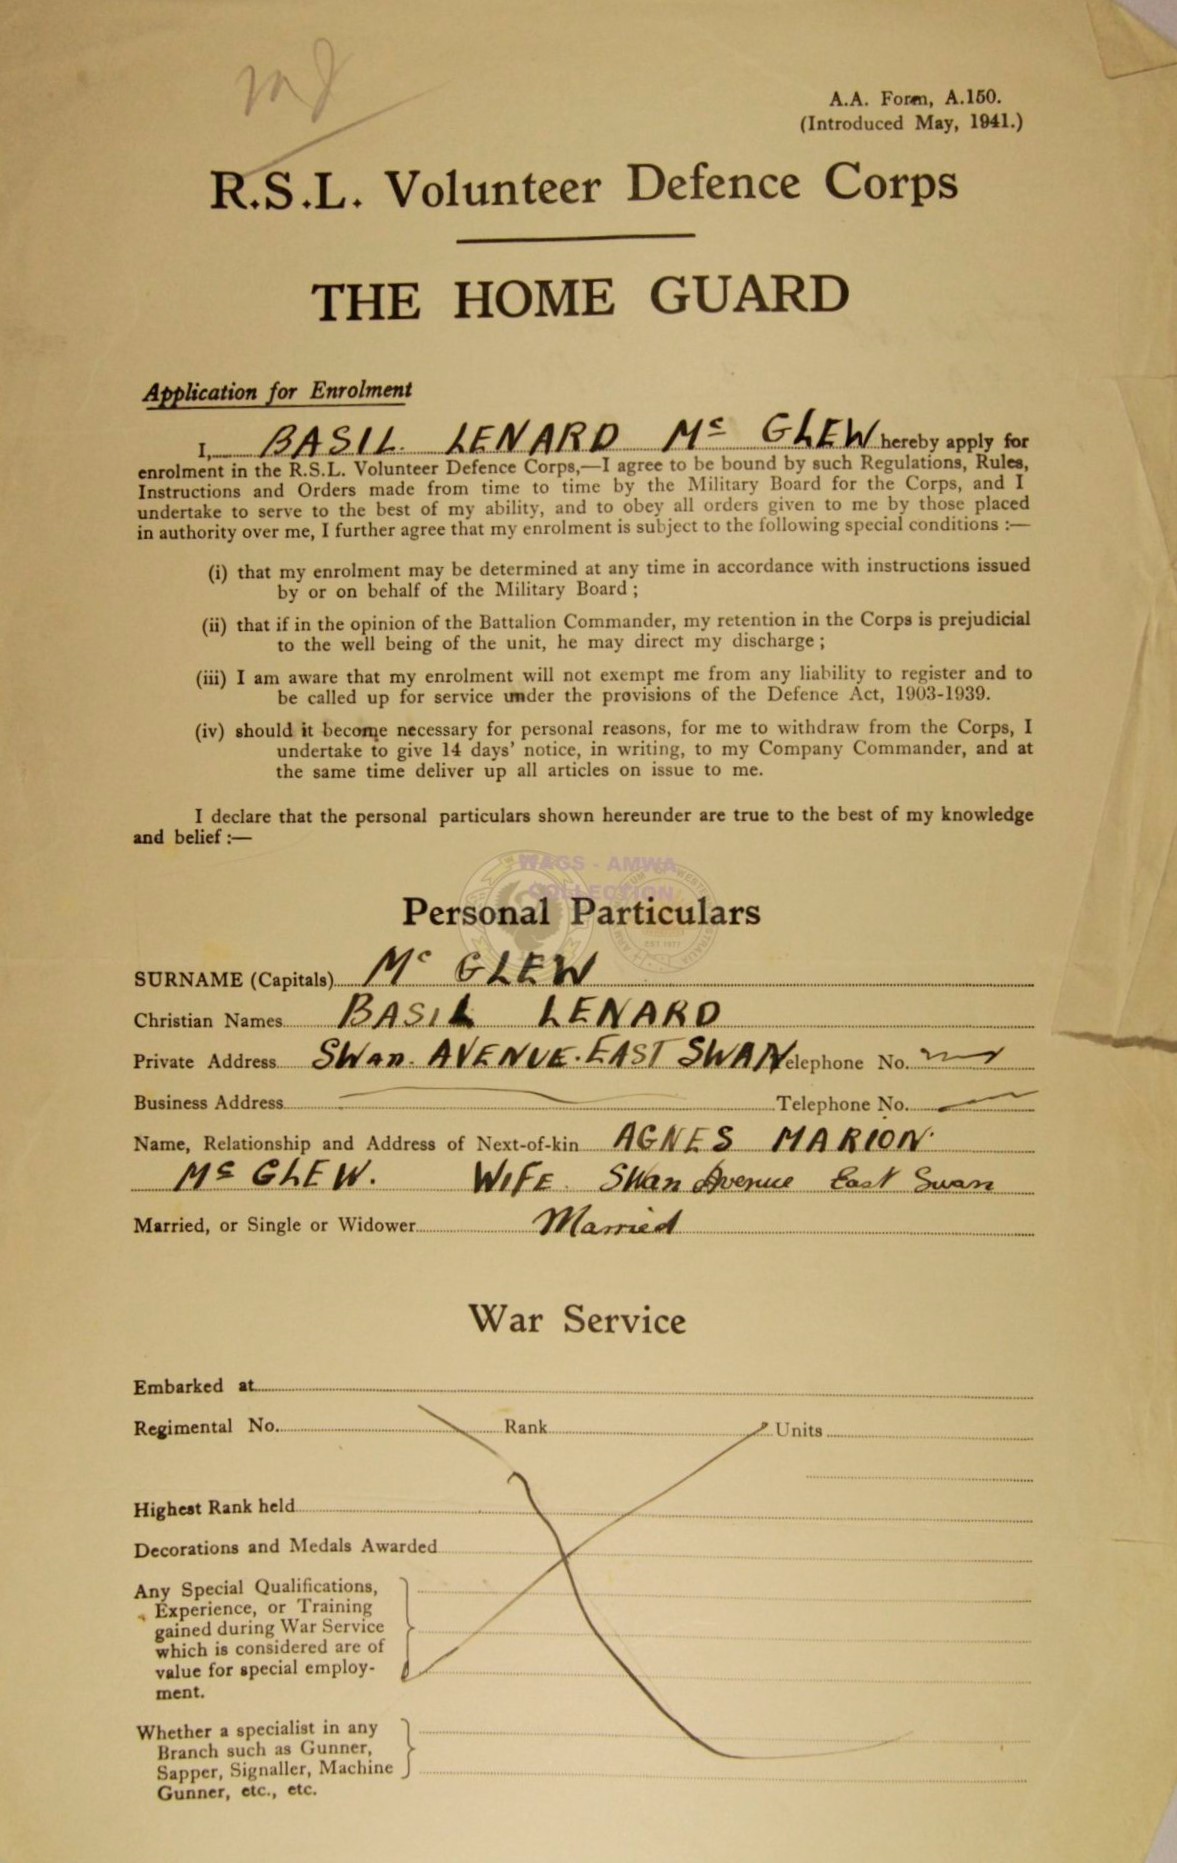 A.A. Form, A.150.
(Introduced May, 1941.)
R.S.L. Volunteer Defence Corps
THE HOME GUARD
Application for Enrolment
I, BASIL LENARD Mc GLEW hereby apply for
enrolment in the R.S.L. Volunteer Defence Corps,—I agree to be bound by such Regulations, Rules,
Instructions and Orders made from time to time by the Military Board for the Corps, and I
undertake to serve to the best of my ability, and to obey all orders given to me by those placed
in authority over me, I further agree that my enrolment is subject to the following special conditions :—
(i) that my enrolment may be determined at any time in accordance with instructions issued
by or on behalf of the Military Board ;
(ii) that if in the opinion of the Battalion Commander, my retention in the Corps is prejudicial
to the well being of the unit, he may direct my discharge ;
(iii) I am aware that my enrolment will not exempt me from any liability to register and to
be called up for service under the provisions of the Defence Act, 1903-1939.
(iv) should it become necessary for personal reasons, for me to withdraw from the Corps, I
undertake to give 14 days' notice, in writing, to my Company Commander, and at
the same time deliver up all articles on issue to me.
I declare that the personal particulars shown hereunder are true to the best of my knowledge
and belief :—
WAGS - AMWA
COLLECTION
EST 1977
Personal Particulars
SURNAME (Capitals) Mc GLEW
Christian Names BASIL LENARD
Private Address SWan. AVENUE. EAST SWAN Telephone No.
Business Address Telephone No.
Name, Relationship and Address of Next-of-kin AGNES MARION.
Mc GLEW. WIFE. Swan Avenue East Swan
Married, or Single or Widower Married
War Service
Embarked at
Regimental No. Rank Units
Highest Rank held
Decorations and Medals Awarded
Any Special Qualifications,
Experience, or Training
gained during War Service
which is considered are of
value for special employ-
ment.
Whether a specialist in any
Branch such as Gunner,
Sapper, Signaller, Machine
Gunner, etc., etc.